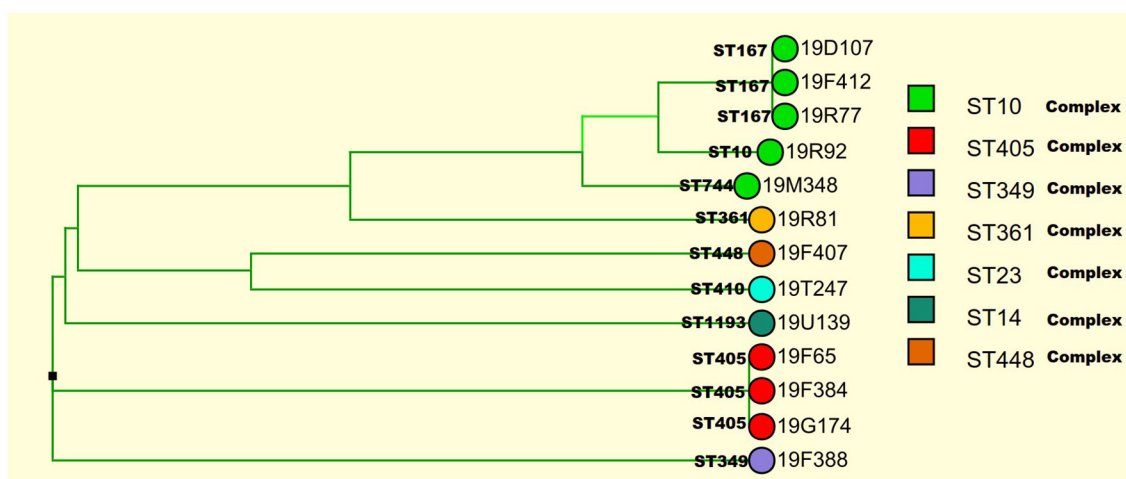 ST167 19D107
ST167 19F412
ST167 19R77
ST10 19R92
ST744 19M348
ST361 19R81
ST448 19F407
ST410 19T247
ST1193 19U139
ST405 19F65
ST405 19F384
ST405 19G174
ST349 19F388
ST10 Complex
ST405 Complex
ST349 Complex
ST361 Complex
ST23 Complex
ST14 Complex
ST448 Complex